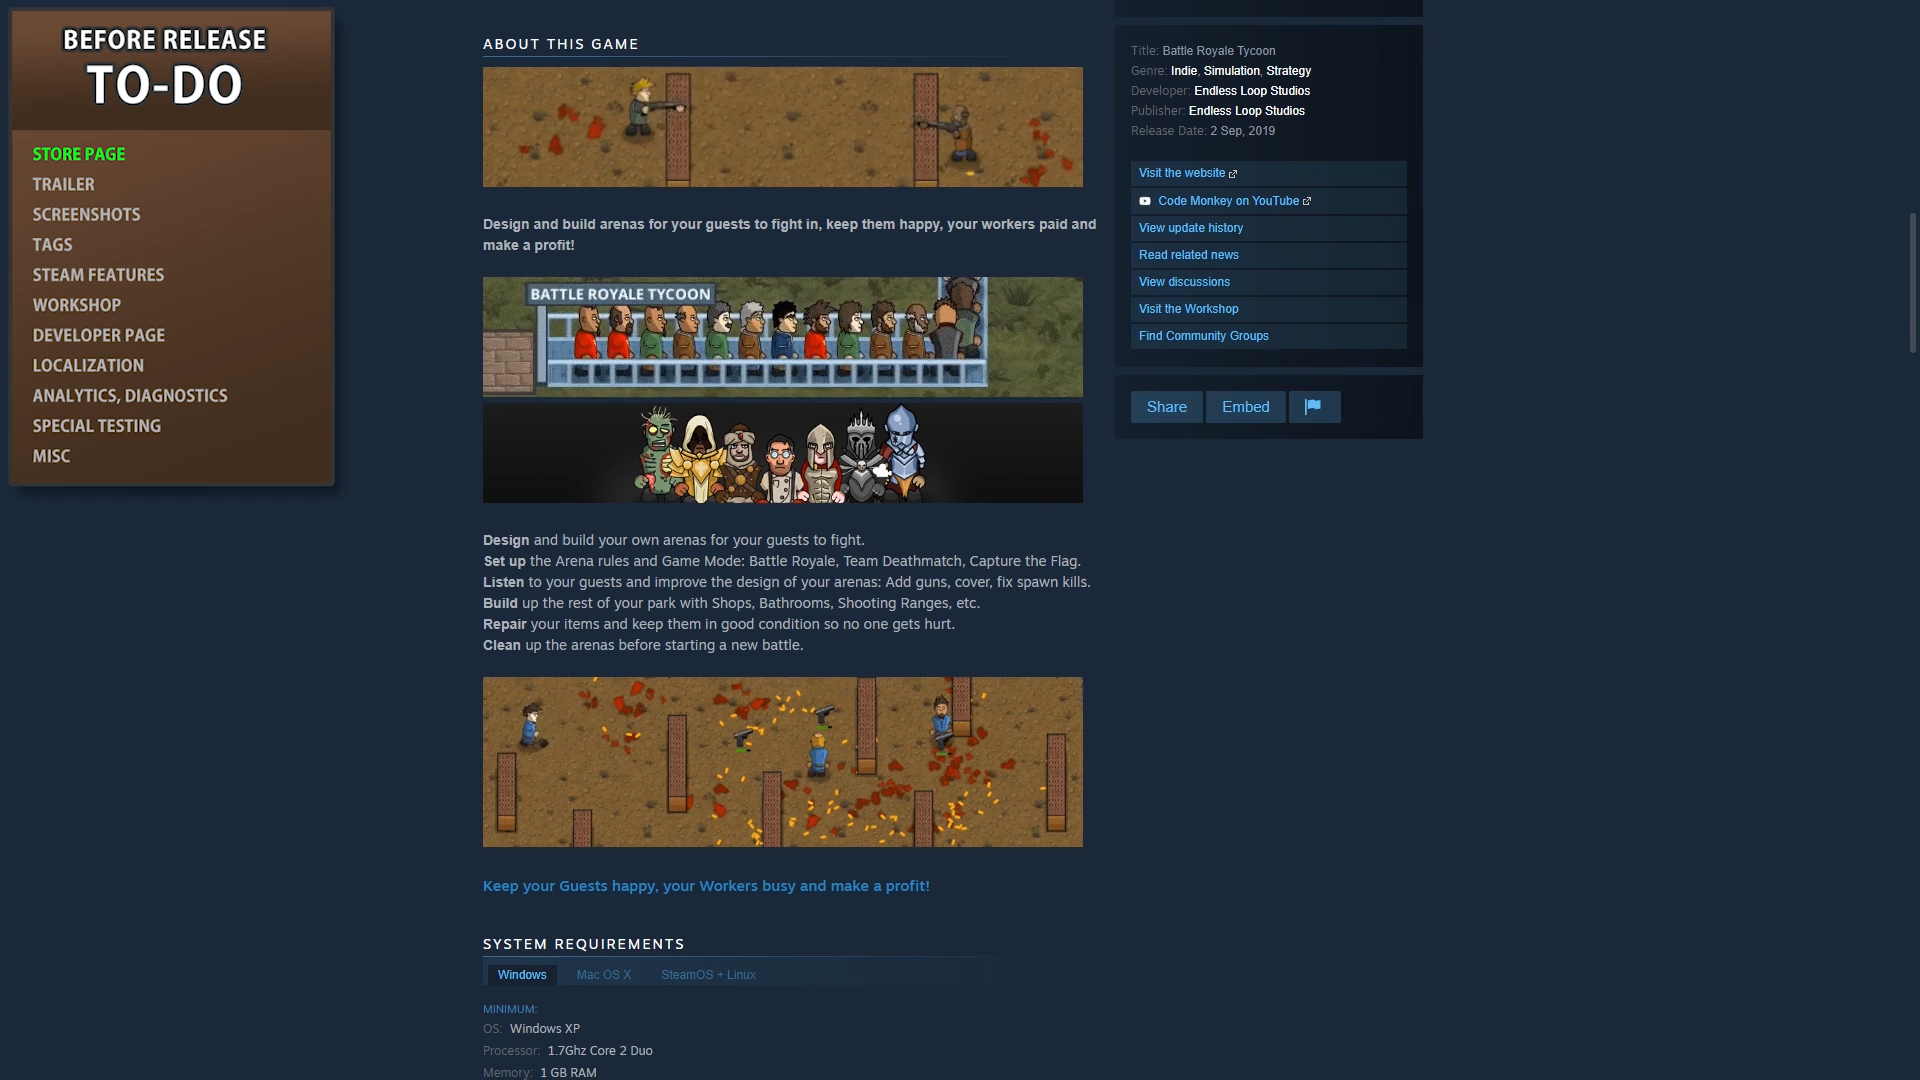 BEFORE RELEASE
TO-DO
STORE PAGE
TRAILER
SCREENSHOTS
TAGS
STEAM FEATURES
WORKSHOP
DEVELOPER PAGE
LOCALIZATION
ANALYTICS, DIAGNOSTICS
SPECIAL TESTING
MISC
ABOUT THIS GAME
Design and build arenas for your guests to fight in, keep them happy, your workers paid and
make a profit!
BATTLE ROYALE TYCOON
Design and build your own arenas for your guests to fight.
Set up the Arena rules and Game Mode: Battle Royale, Team Deathmatch, Capture the Flag.
Listen to your guests and improve the design of your arenas: Add guns, cover, fix spawn kills.
Build up the rest of your park with Shops, Bathrooms, Shooting Ranges, etc.
Repair your items and keep them in good condition so no one gets hurt.
Clean up the arenas before starting a new battle.
Keep your Guests happy, your Workers busy and make a profit!
SYSTEM REQUIREMENTS
Windows Mac OS X SteamOS + Linux
MINIMUM:
OS: Windows XP
Processor: 1.7Ghz Core 2 Duo
Memory: 1 GB RAM
Title: Battle Royale Tycoon
Genre: Indie, Simulation, Strategy
Developer: Endless Loop Studios
Publisher: Endless Loop Studios
Release Date: 2 Sep, 2019
Visit the website
Code Monkey on YouTube
View update history
Read related news
View discussions
Visit the Workshop
Find Community Groups
Share Embed